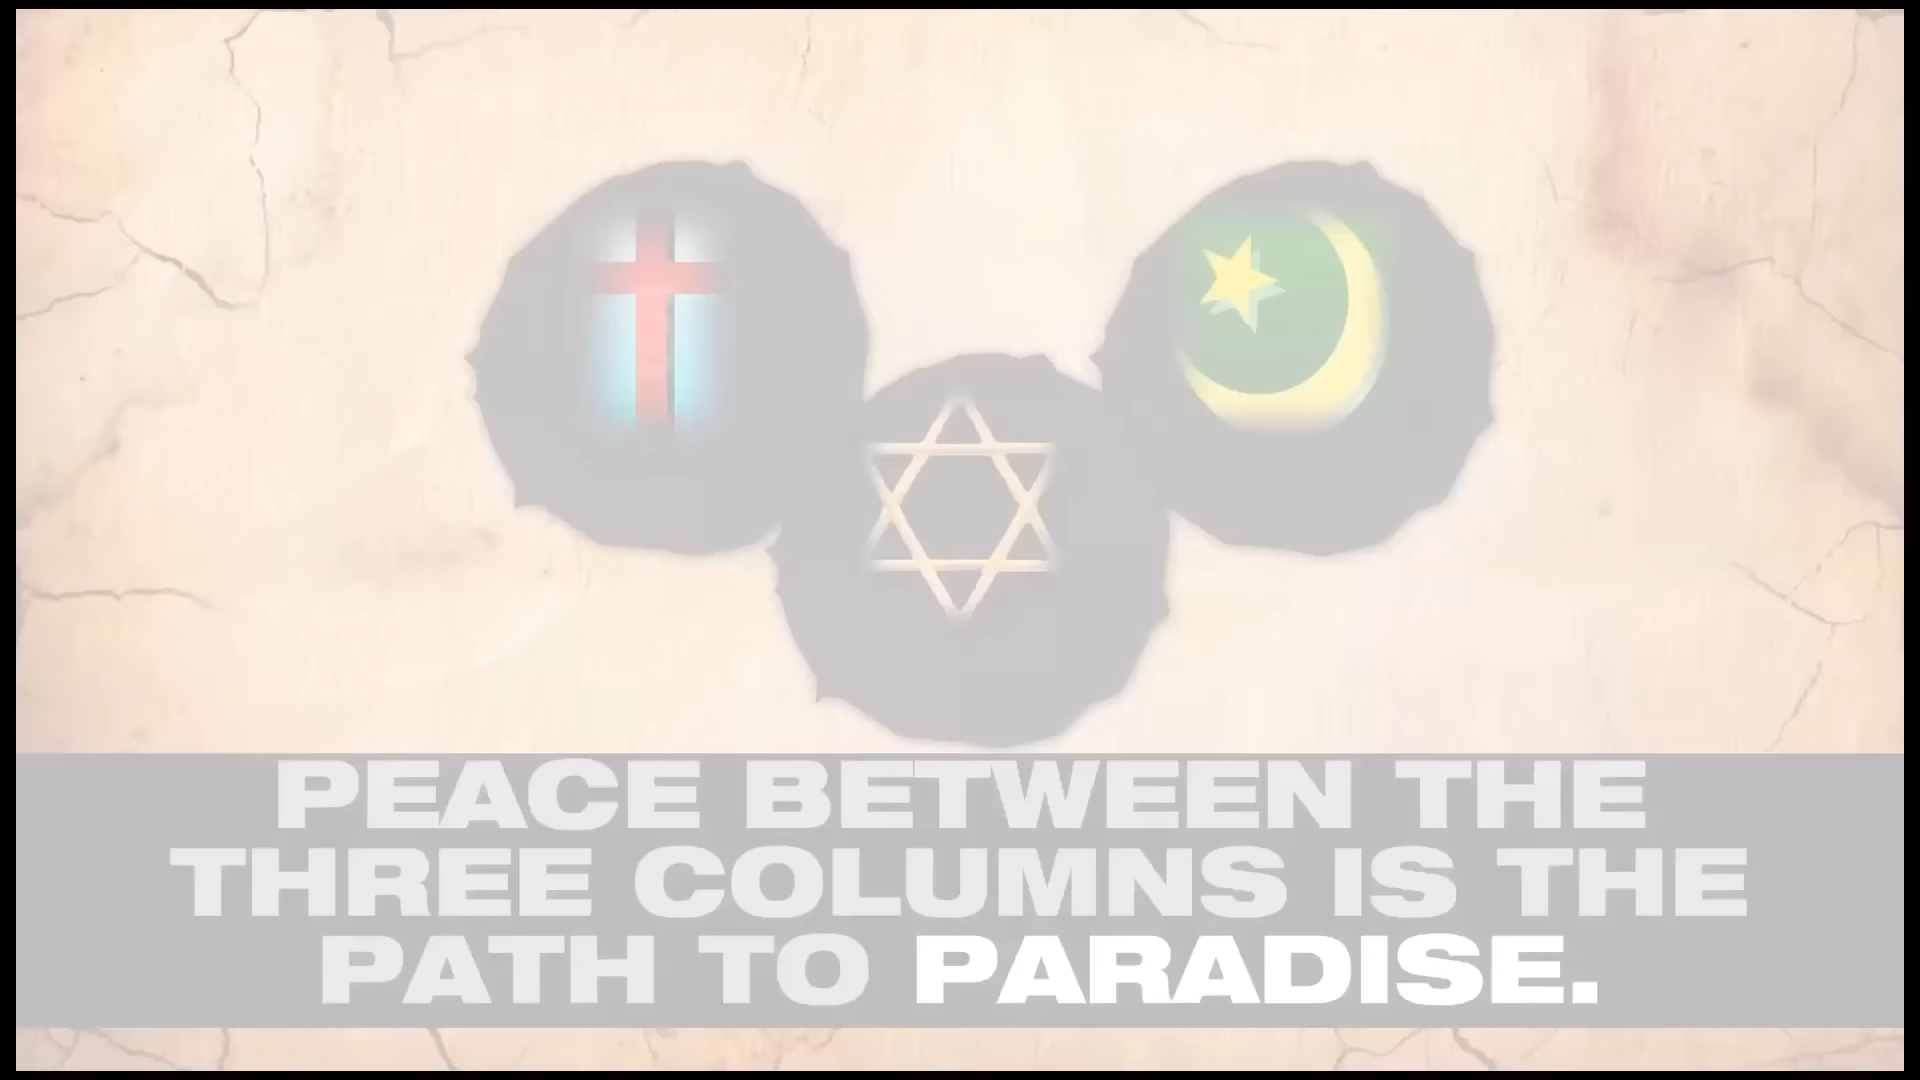 PEACE BETWEEN THE
THREE COLUMNS IS THE
PATH TO PARADISE.